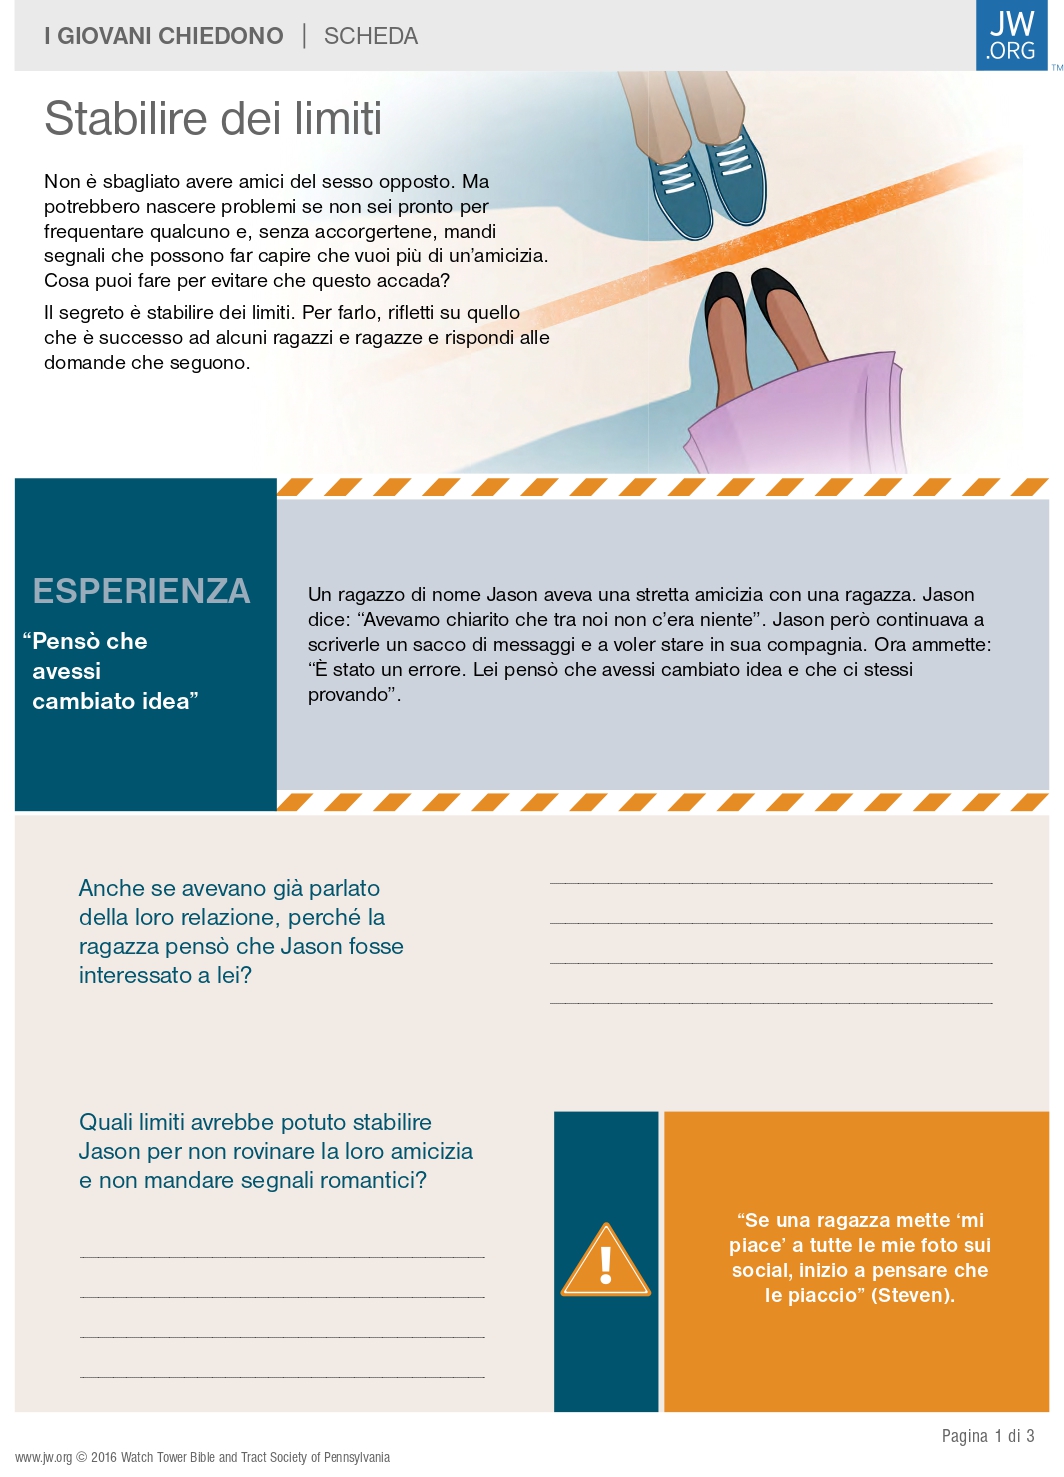 I GIOVANI CHIEDONO | SCHEDA
JW
.ORG
TM
Stabilire dei limiti
Non è sbagliato avere amici del sesso opposto. Ma
potrebbero nascere problemi se non sei pronto per
frequentare qualcuno e, senza accorgertene, mandi
segnali che possono far capire che vuoi più di un’amicizia.
Cosa puoi fare per evitare che questo accada?
Il segreto è stabilire dei limiti. Per farlo, rifletti su quello
che è successo ad alcuni ragazzi e ragazze e rispondi alle
domande che seguono.
ESPERIENZA
“Pensò che
avessi
cambiato idea”
Un ragazzo di nome Jason aveva una stretta amicizia con una ragazza. Jason
dice: “Avevamo chiarito che tra noi non c’era niente”. Jason però continuava a
scriverle un sacco di messaggi e a voler stare in sua compagnia. Ora ammette:
“È stato un errore. Lei pensò che avessi cambiato idea e che ci stessi
provando”.
Anche se avevano già parlato
della loro relazione, perché la
ragazza pensò che Jason fosse
interessato a lei?
Quali limiti avrebbe potuto stabilire
Jason per non rovinare la loro amicizia
e non mandare segnali romantici?
!
“Se una ragazza mette ‘mi
piace’ a tutte le mie foto sui
social, inizio a pensare che
le piaccio” (Steven).
Pagina 1 di 3
www.jw.org © 2016 Watch Tower Bible and Tract Society of Pennsylvania